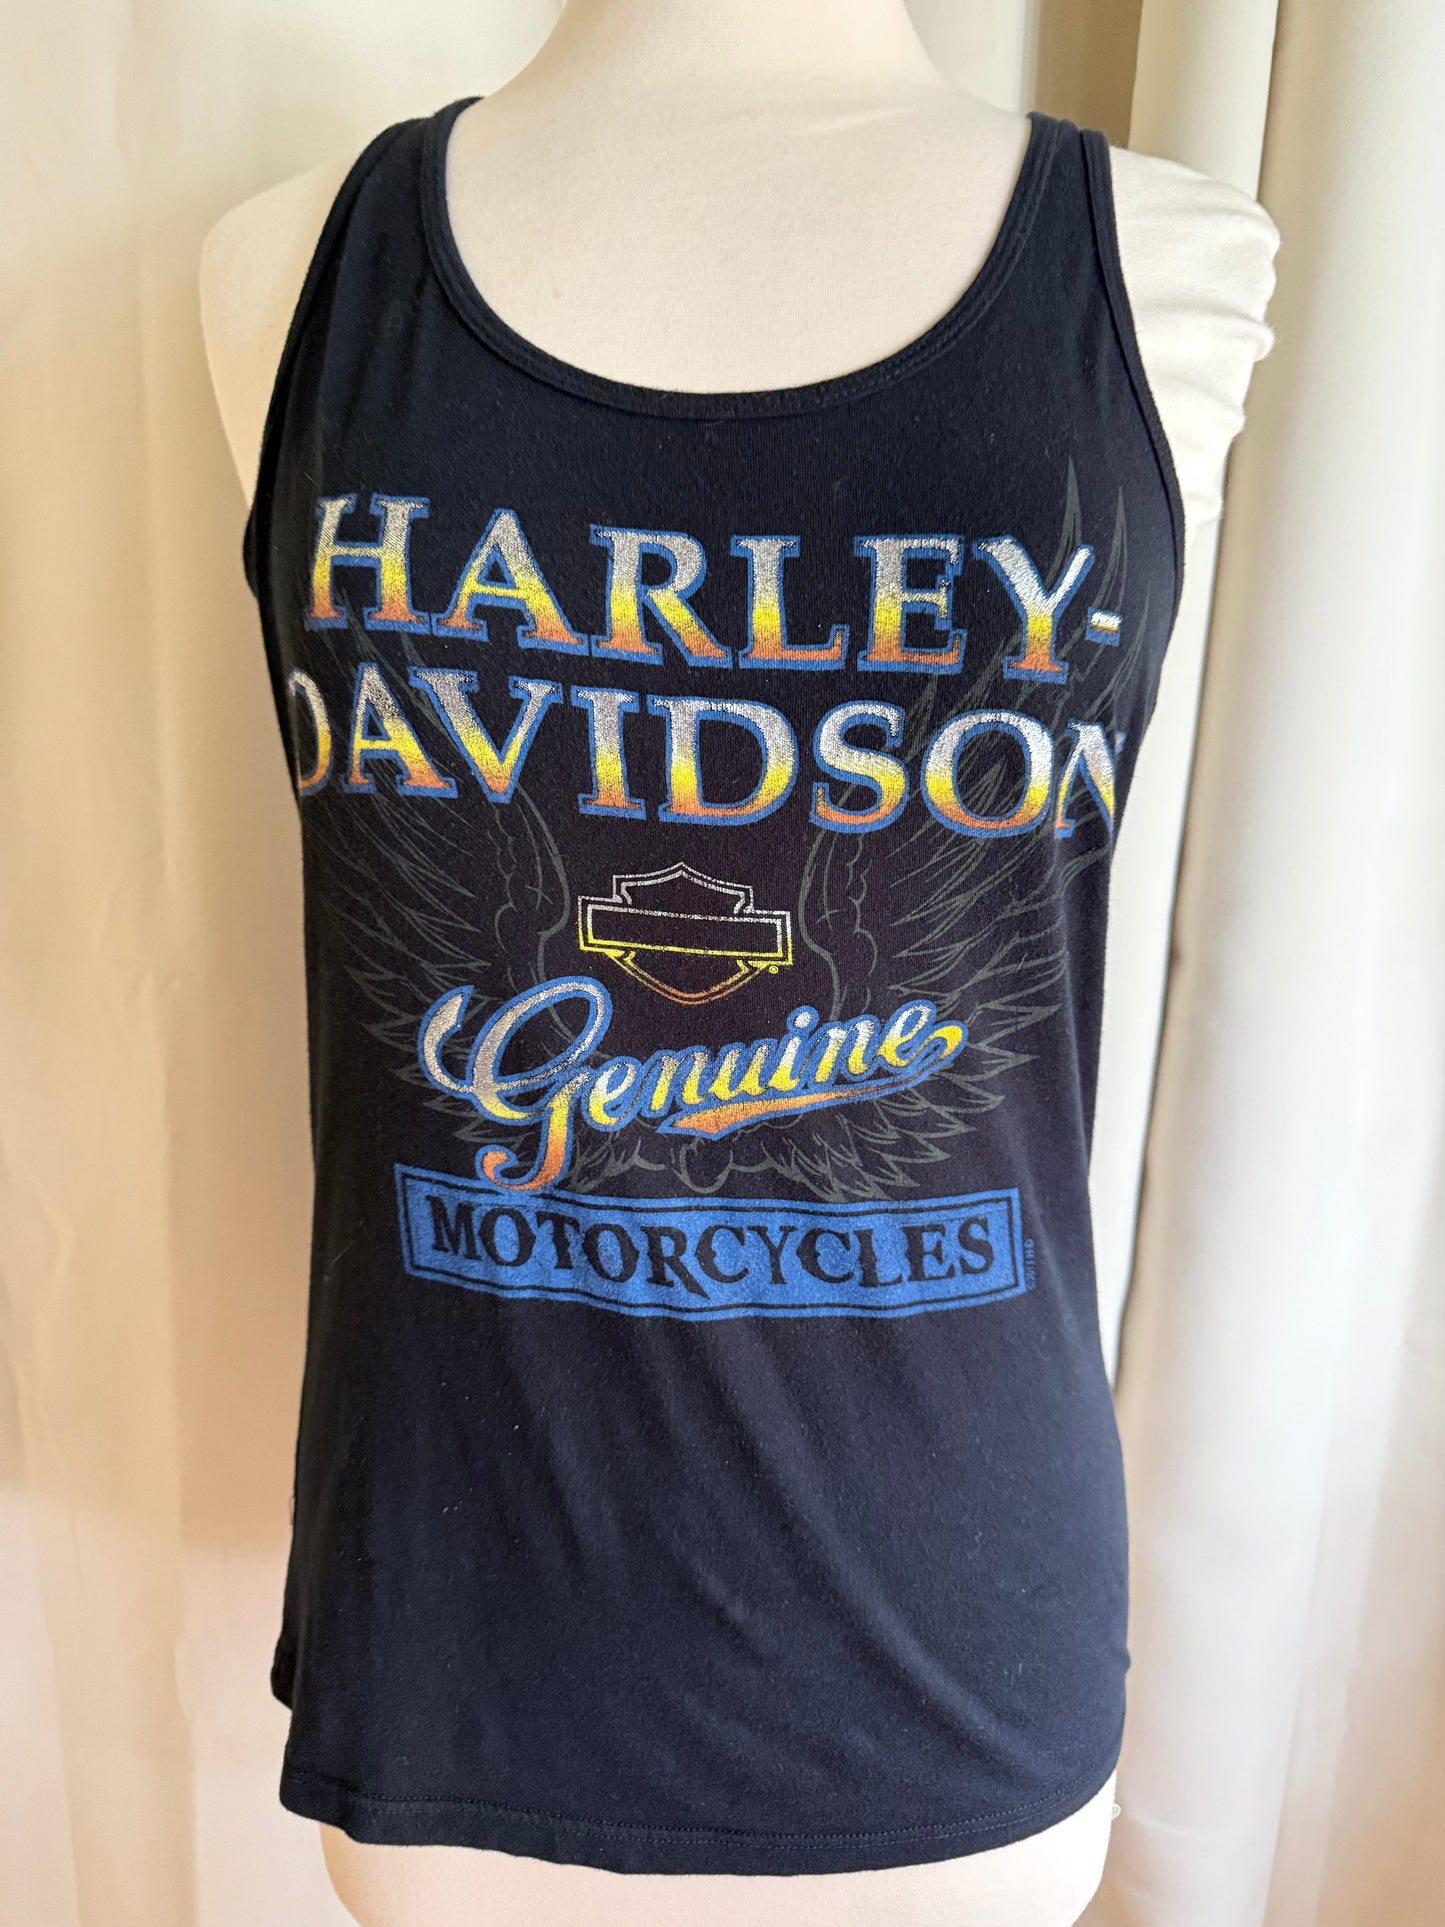 HARLEY-
DAVIDSON
®
Genuine
MOTORCYCLES